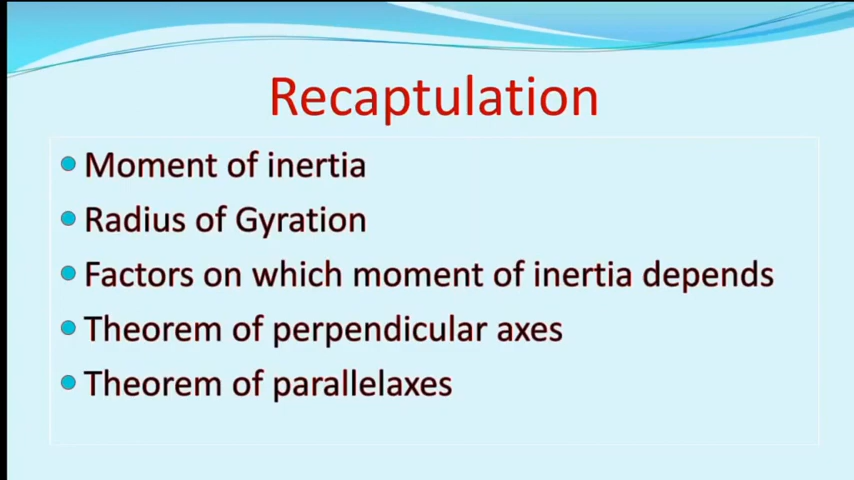 Recaptulation
Moment of inertia
Radius of Gyration
Factors on which moment of inertia depends
Theorem of perpendicular axes
Theorem of parallelaxes